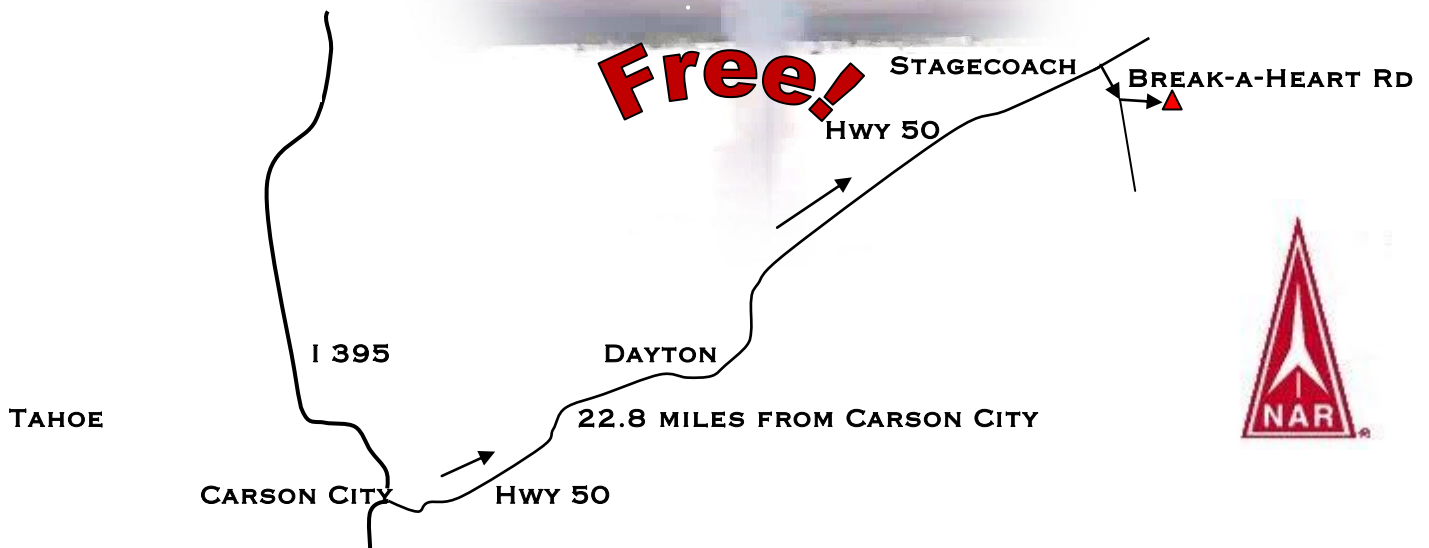 Free!
Stagecoach
Break-a-Heart Rd
Hwy 50
I 395
Dayton
Tahoe
22.8 miles from Carson City
NAR
Carson City
Hwy 50